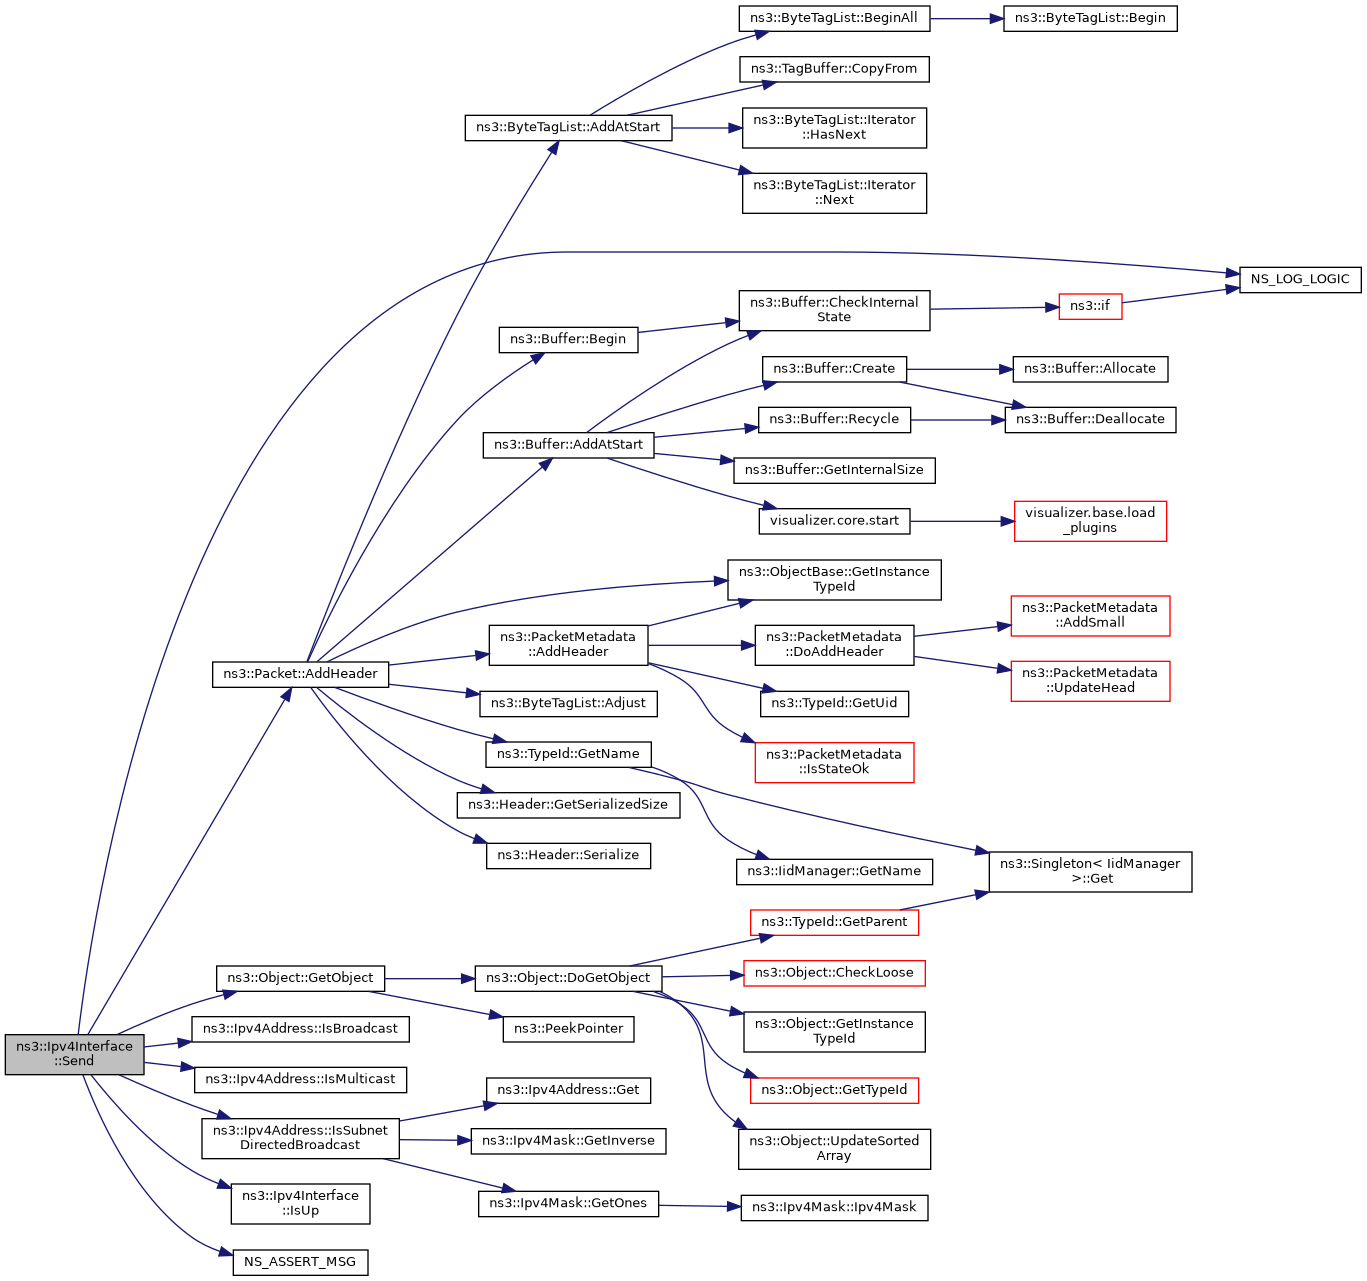 ns3::ByteTagList::BeginAll
ns3::ByteTagList::Begin
ns3::TagBuffer::CopyFrom
ns3::ByteTagList::AddAtStart
ns3::ByteTagList::Iterator
::HasNext
ns3::ByteTagList::Iterator
::Next
NS_LOG_LOGIC
ns3::Buffer::CheckInternal
State
ns3::if
ns3::Buffer::Begin
ns3::Buffer::Create
ns3::Buffer::Allocate
ns3::Buffer::Recycle
ns3::Buffer::Deallocate
ns3::Buffer::AddAtStart
ns3::Buffer::GetInternalSize
visualizer.core.start
visualizer.base.load
_plugins
ns3::ObjectBase::GetInstance
TypeId
ns3::PacketMetadata
::AddSmall
ns3::PacketMetadata
::AddHeader
ns3::PacketMetadata
::DoAddHeader
ns3::Packet::AddHeader
ns3::PacketMetadata
::UpdateHead
ns3::ByteTagList::Adjust
ns3::TypeId::GetUid
ns3::TypeId::GetName
ns3::PacketMetadata
::IsStateOk
ns3::Header::GetSerializedSize
ns3::Header::Serialize
ns3::IidManager::GetName
ns3::Singleton< IidManager
>::Get
ns3::TypeId::GetParent
ns3::Object::GetObject
ns3::Object::DoGetObject
ns3::Object::CheckLoose
ns3::Ipv4Address::IsBroadcast
ns3::PeekPointer
ns3::Object::GetInstance
TypeId
ns3::Ipv4Interface
::Send
ns3::Ipv4Address::IsMulticast
ns3::Ipv4Address::Get
ns3::Object::GetTypeId
ns3::Ipv4Address::IsSubnet
DirectedBroadcast
ns3::Ipv4Mask::GetInverse
ns3::Object::UpdateSorted
Array
ns3::Ipv4Interface
::IsUp
ns3::Ipv4Mask::GetOnes
ns3::Ipv4Mask::Ipv4Mask
NS_ASSERT_MSG